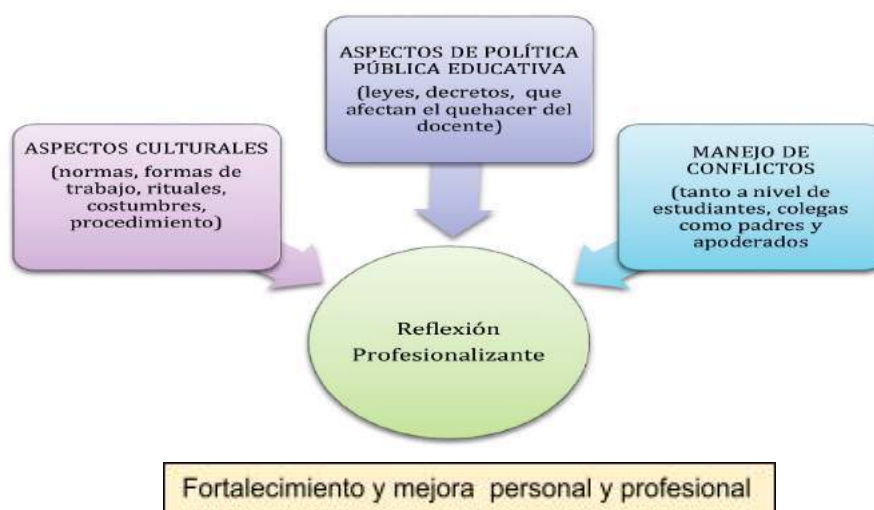 ASPECTOS DE POLÍTICA
PÚBLICA EDUCATIVA
(leyes, decretos, que
afectan el quehacer del
docente)
ASPECTOS CULTURALES
(normas, formas de
trabajo, rituales,
costumbres,
procedimiento)
MANEJO DE
CONFLICTOS
(tanto a nivel de
estudiantes, colegas
como padres y
apoderados
Reflexión
Profesionalizante
Fortalecimiento y mejora personal y profesional